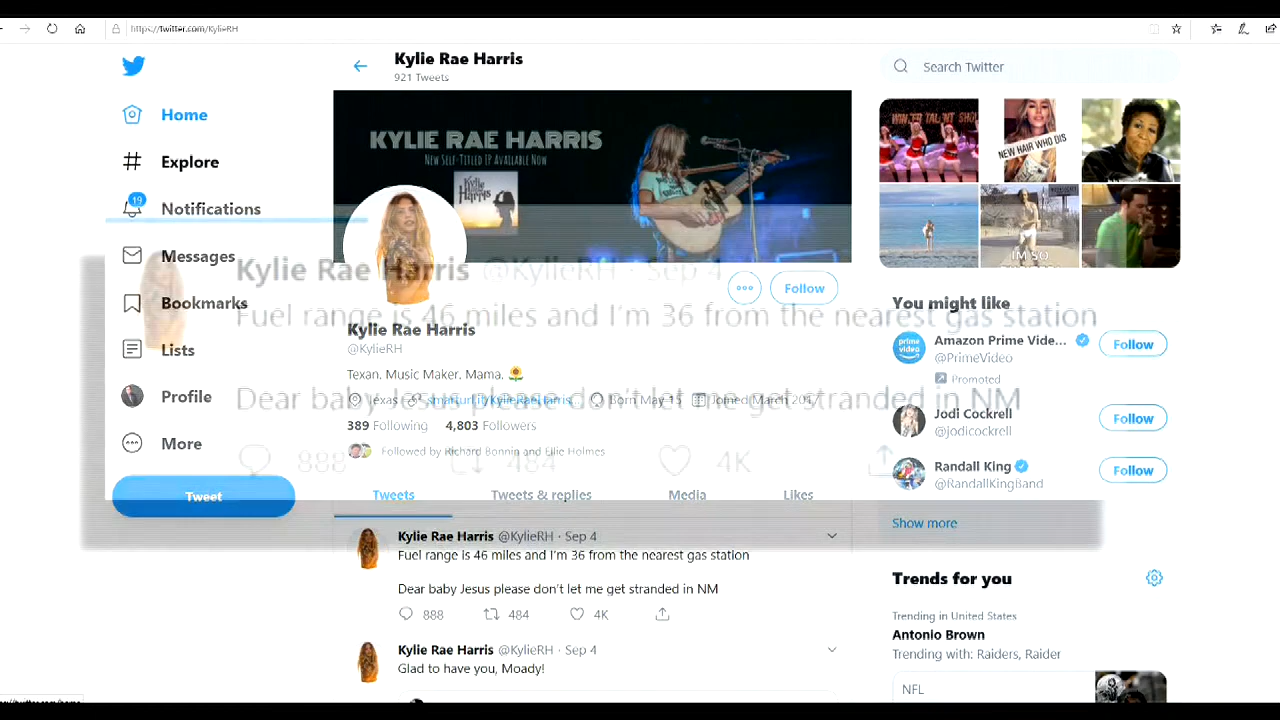 https://twitter.com/KylieRH
Kylie Rae Harris
921 Tweets
Search Twitter
Home
Explore
19
Notifications
Messages
Bookmarks
Lists
Profile
More
Tweet
KYLIE RAE HARRIS
NEW SELF-TITLED EP AVAILABLE NOW
Kylie Rae Harris @KylieRH · Sep 4
Fuel range is 46 miles and I'm 36 from the nearest gas station
Dear baby Jesus please don't let me get stranded in NM
888 484 4K
Follow
Kylie Rae Harris
@KylieRH
Texan. Music Maker. Mama.
Texas smarturl.it/KylieRaeHarris... Born May 15 Joined March 2017
389 Following 4,803 Followers
Followed by Richard Bonnin and Ellie Holmes
Tweets Tweets & replies Media Likes
Kylie Rae Harris @KylieRH · Sep 4
Fuel range is 46 miles and I'm 36 from the nearest gas station
Dear baby Jesus please don't let me get stranded in NM
888 484 4K
Kylie Rae Harris @KylieRH · Sep 4
Glad to have you, Moady!
WINTER TALENT SHOW
NEW HAIR WHO DIS
I'M SO
You might like
Amazon Prime Vide...
@PrimeVideo
Promoted
Follow
prime video
Jodi Cockrell
@jodicockrell
Follow
Randall King
@RandallKingBand
Follow
Show more
Trends for you
Trending in United States
Antonio Brown
Trending with: Raiders, Raider
NFL